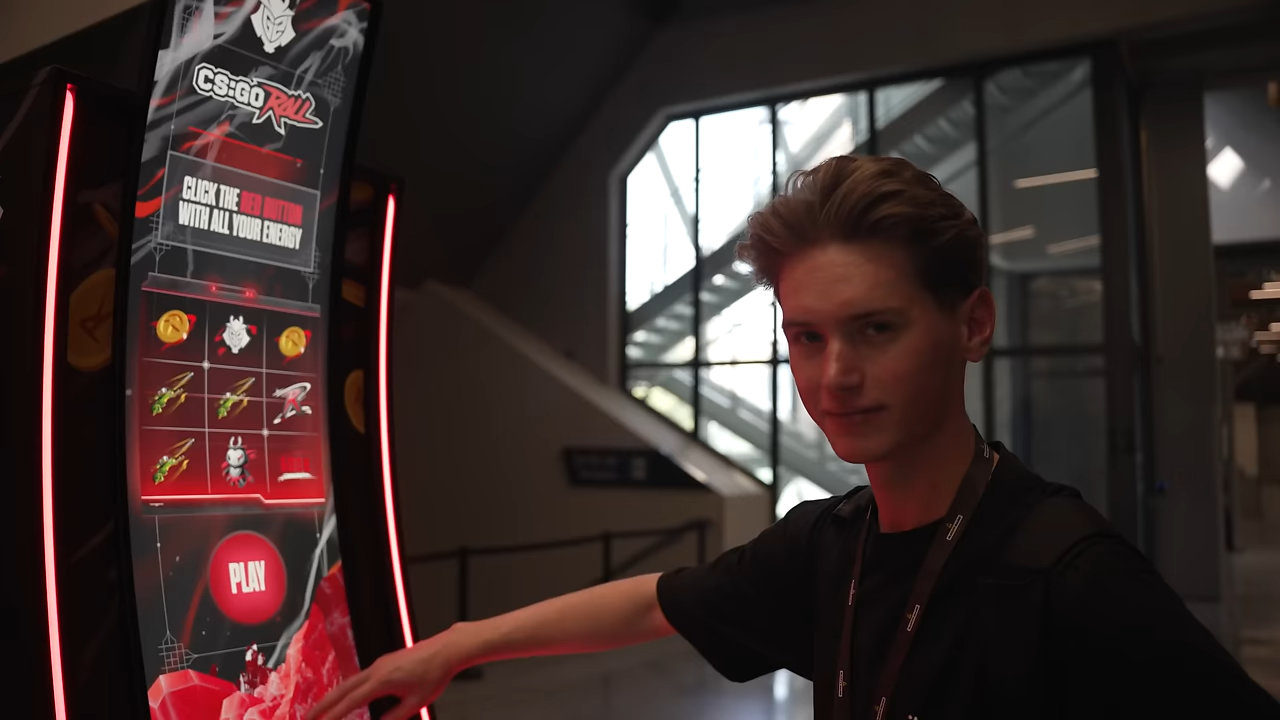 CS:GO
ROLL
CLICK THE RED BUTTON
WITH ALL YOUR ENERGY
PLAY